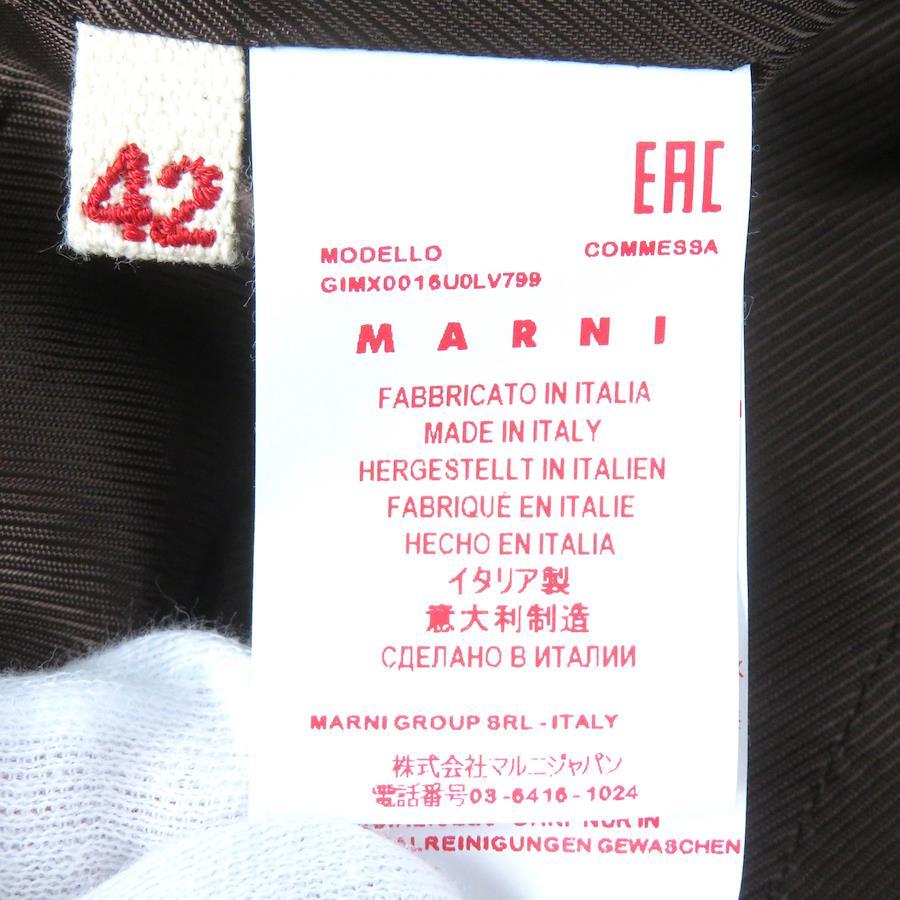 42
EAC
MODELLO COMMESSA
GIMX0016U0LV799
MARNI
FABBRICATO IN ITALIA
MADE IN ITALY
HERGESTELLT IN ITALIEN
FABRIQUÉ EN ITALIE
HECHO EN ITALIA
イタリア製
意大利制造
СДЕЛАНО В ИТАЛИИ
MARNI GROUP SRL - ITALY
株式会社マルニジャパン
電話番号03-6416-1024
NUR IN
GEWASCHEN